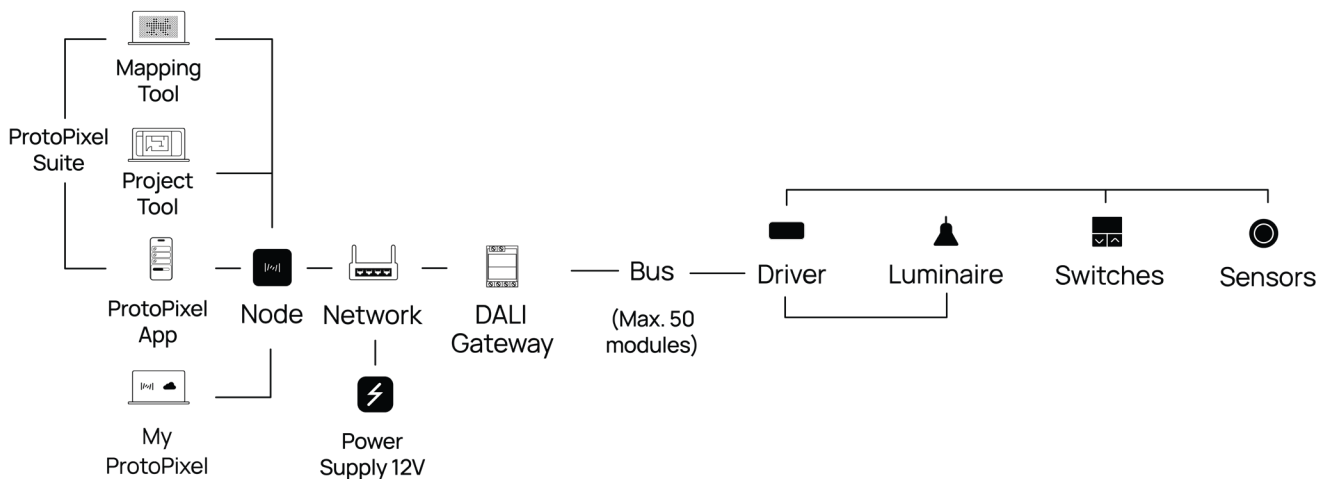 Mapping
Tool
ProtoPixel
Suite
Project
Tool
ProtoPixel
App
Node
Network
DALI
Gateway
Bus
(Max. 50
modules)
Driver
Luminaire
Switches
Sensors
My
ProtoPixel
Power
Supply 12V